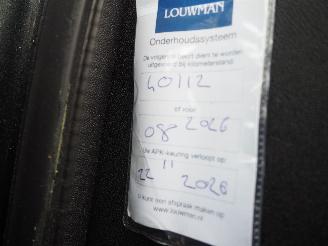 LOUWMAN
Onderhoudssysteem
De volgende beurt dient te worden
uitgevoerd bij kilometerstand:
60112
of voor
08 2026
Uw APK-keuring verloopt op:
22 11 2026
U kunt een afspraak maken op
www.louwman.nl